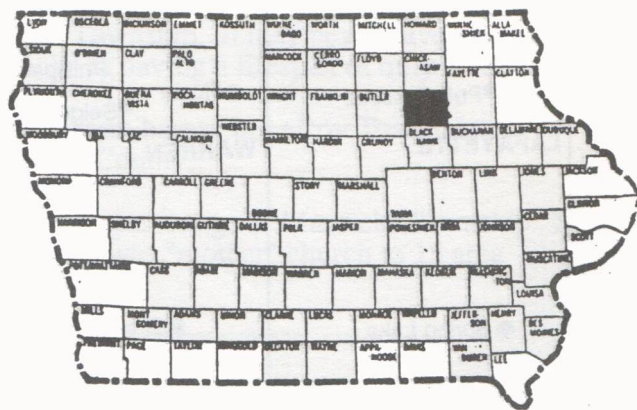 LYON OSCEOLA DICKINSON EMMET KOSSUTH WINNE- WORTH MITCHELL HOWARD WINNE- ALLA-
BAGO SHIEK MAKEE
SIOUX O'BRIEN CLAY PALO HANCOCK CERRO FLOYD CHICK-
ALTO GORDO ASAW
FAYETTE CLAYTON
PLYMOUTH CHEROKEE BUENA POCA- HUMBOLDT WRIGHT FRANKLIN BUTLER
VISTA HONTAS
WEBSTER BLACK BUCHANAN DELAWARE DUBUQUE
WOODBURY IDA SAC CALHOUN HAMILTON HARDIN GRUNDY HAWK
BENTON LINN JONES JACKSON
MONONA CRAWFORD CARROLL GREENE STORY MARSHALL CLINTON
BOONE TAMA CEDAR
HARRISON SHELBY AUDUBON GUTHRIE DALLAS POLK JASPER POWESHIEK IOWA JOHNSON SCOTT
MUSCATINE
POTTAWATTAMIE CASS ADAIR MADISON WARREN MARION MAHASKA KEOKUK WASHING-
TON
LOUISA
MILLS MONT- ADAMS UNION CLARKE LUCAS MONROE WAPELLO JEFFER- HENRY
GOMERY SON DES
MOINES
FREMONT PAGE TAYLOR RINGGOLD DECATUR WAYNE APPA- DAVIS VAN LEE
NOOSE BUREN